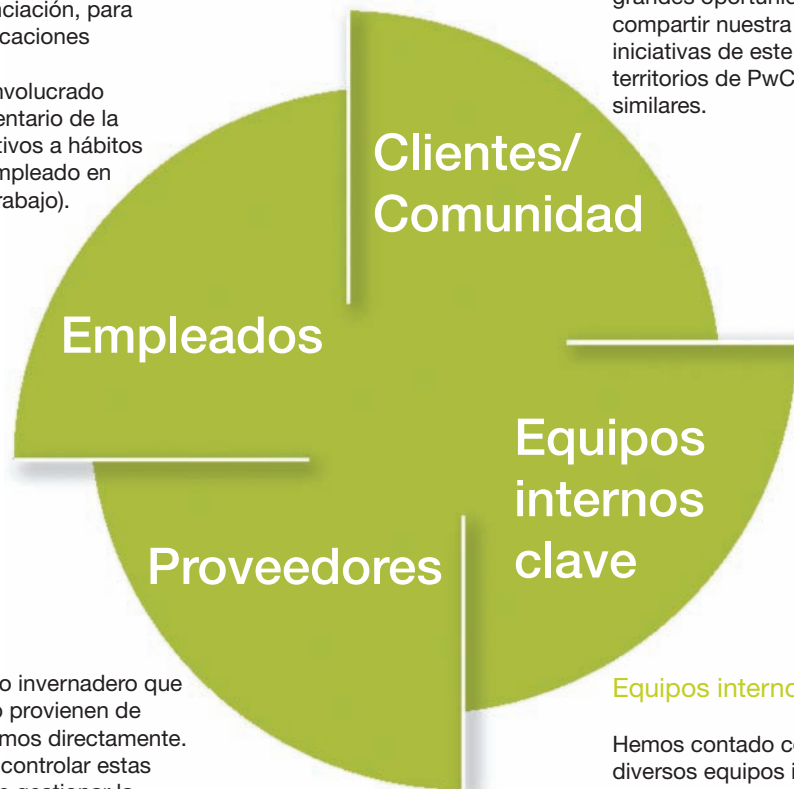 nciación, para
caciones
nvolucrado
entario de la
tivos a hábitos
mpleado en
rabajo).
compartir nuestra
iniciativas de este
territorios de PwC
similares.
Clientes/
Comunidad
Empleados
Equipos
internos
clave
Proveedores
o invernadero que
o provienen de
mos directamente.
controlar estas
Equipos interno
Hemos contado co
diversos equipos i